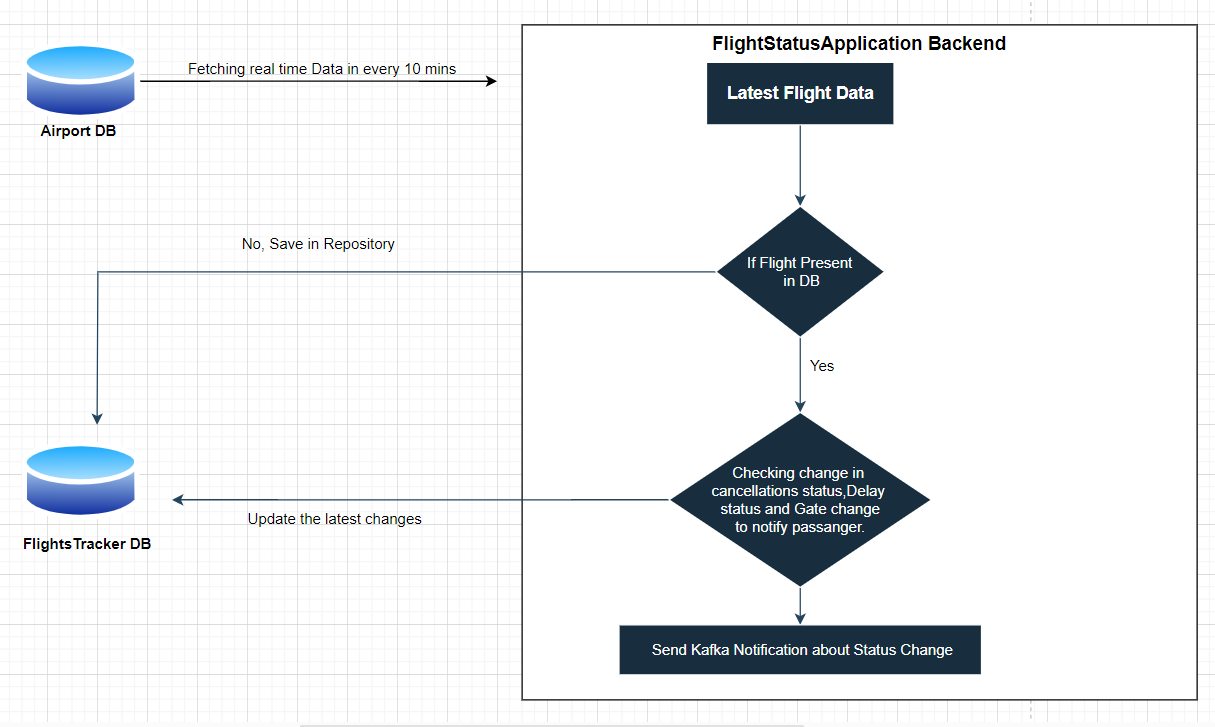 FlightStatusApplication Backend
Fetching real time Data in every 10 mins
Latest Flight Data
Airport DB
No, Save in Repository
If Flight Present
in DB
Yes
Checking change in
cancellations status,Delay
status and Gate change
to notify passanger.
Update the latest changes
FlightsTracker DB
Send Kafka Notification about Status Change